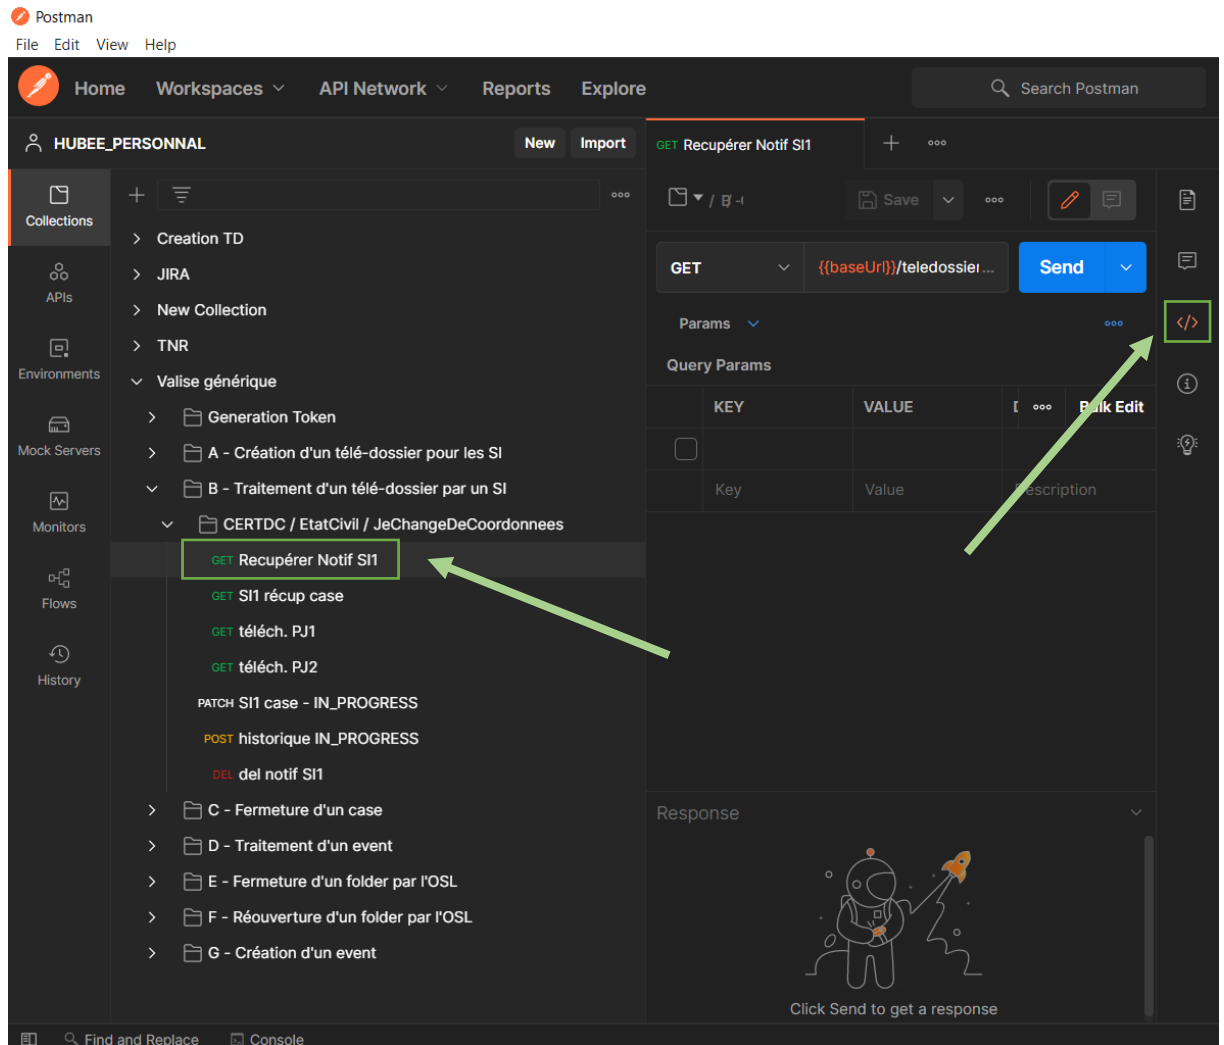 Postman
File Edit View Help
Home Workspaces API Network Reports Explore
Search Postman
HUBEE_PERSONNAL New Import
GET Recupérer Notif SI1
Collections
APIs
Environments
Mock Servers
Monitors
Flows
History
Creation TD
JIRA
New Collection
TNR
Valise générique
Generation Token
A - Création d'un télé-dossier pour les SI
B - Traitement d'un télé-dossier par un SI
CERTDC / EtatCivil / JeChangeDeCoordonnees
GET Recupérer Notif SI1
GET SI1 récup case
GET téléch. PJ1
GET téléch. PJ2
PATCH SI1 case - IN_PROGRESS
POST historique IN_PROGRESS
DEL del notif SI1
C - Fermeture d'un case
D - Traitement d'un event
E - Fermeture d'un folder par l'OSL
F - Réouverture d'un folder par l'OSL
G - Création d'un event
/ Save
GET {{baseUrl}}/teledossier... Send
Params
Query Params
KEY VALUE Bulk Edit
Key Value Description
Response
Click Send to get a response
Find and Replace Console